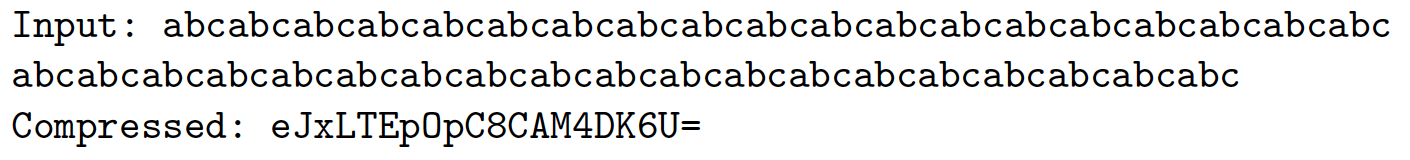 Input: abcabcabcabcabcabcabcabcabcabcabcabcabcabcabcabcabcabcabc
abcabcabcabcabcabcabcabcabcabcabcabcabcabcabcabcabcabcabc
Compressed: eJxLTEpOpC8CAM4DK6U=